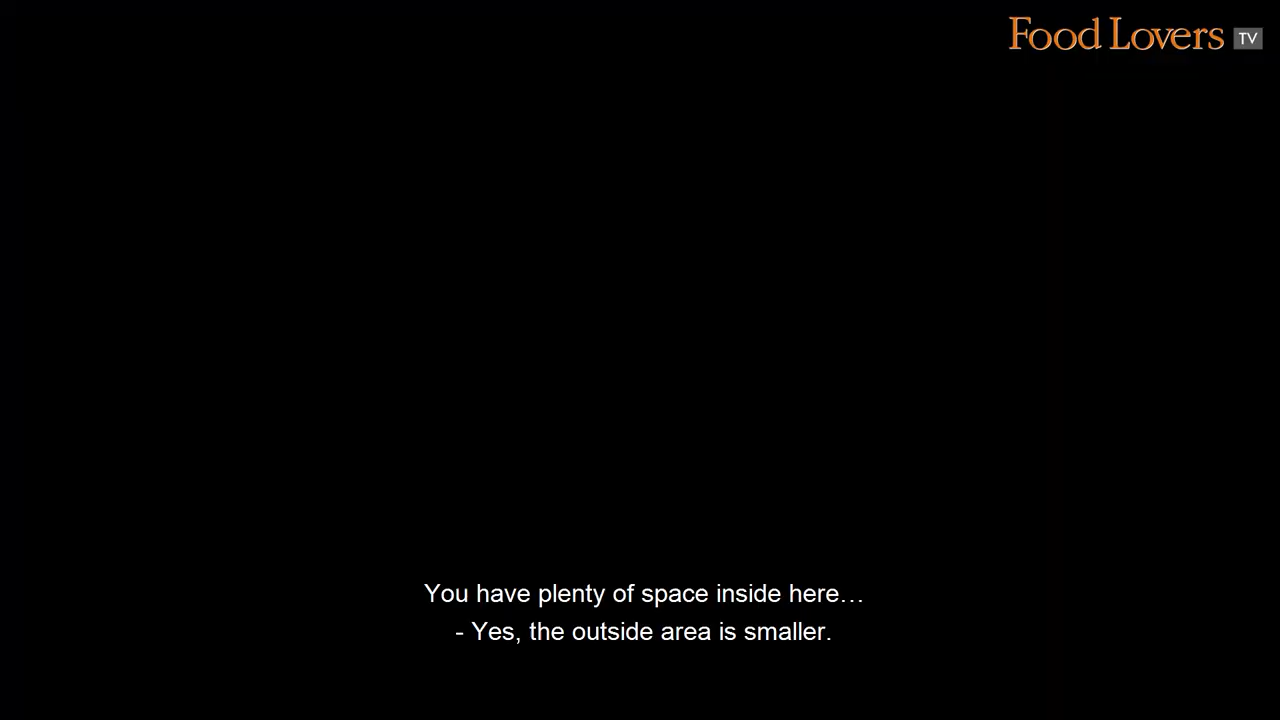 Food Lovers TV
You have plenty of space inside here…
- Yes, the outside area is smaller.